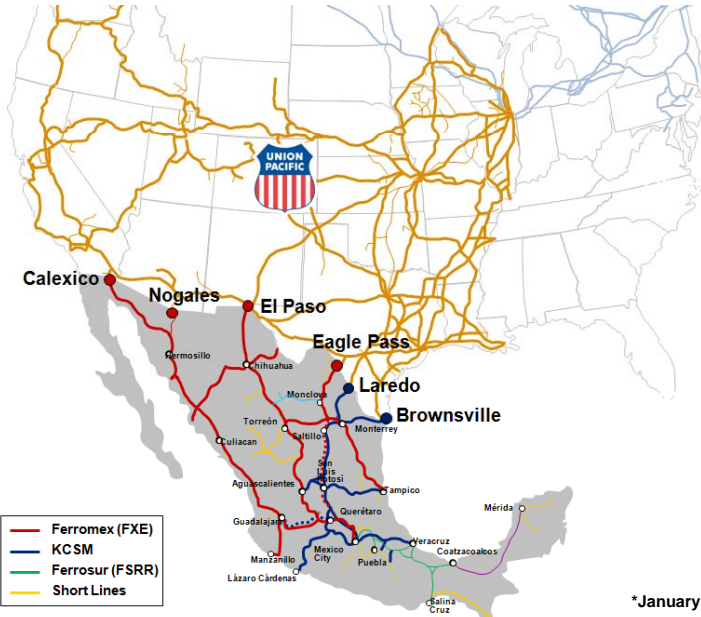 UNION
PACIFIC
Calexico
Nogales
El Paso
Eagle Pass
Laredo
Brownsville
Hermosillo
Chihuahua
Monclova
Torreón
Saltillo
Monterrey
Culiacan
San
Luis
Potosi
Aguascalientes
Tampico
Guadalajara
Querétaro
Mérida
Mexico
City
Veracruz
Coatzacoalcos
Puebla
Manzanillo
Lázaro Cárdenas
Salina
Cruz
Ferromex (FXE)
KCSM
Ferrosur (FSRR)
Short Lines
*January